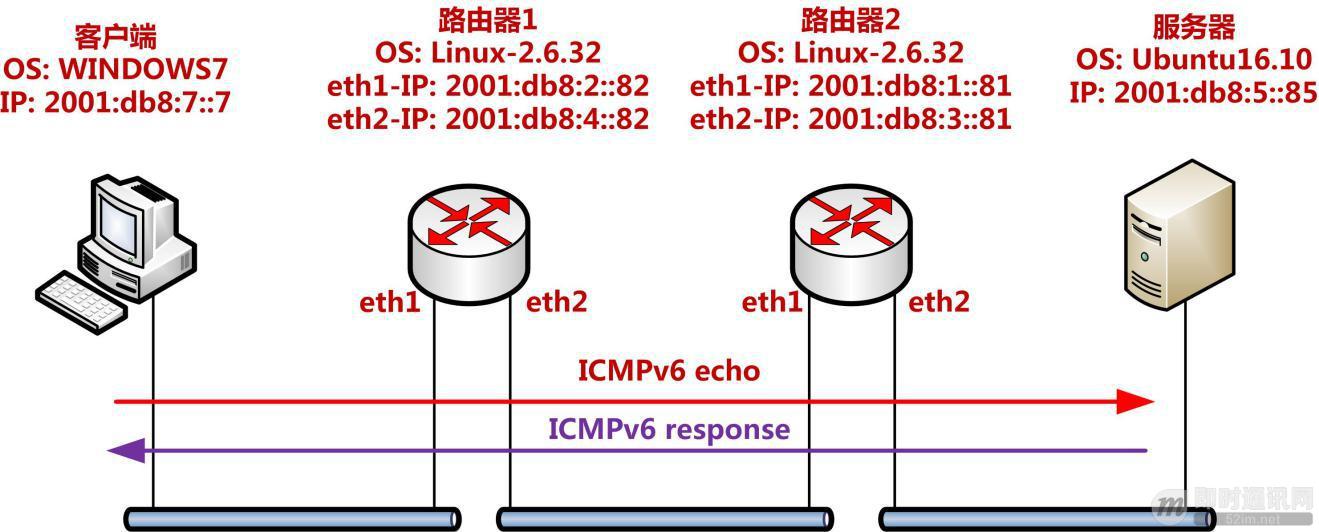 客户端
OS: WINDOWS7
IP: 2001:db8:7::7
路由器1
OS: Linux-2.6.32
eth1-IP: 2001:db8:2::82
eth2-IP: 2001:db8:4::82
路由器2
OS: Linux-2.6.32
eth1-IP: 2001:db8:1::81
eth2-IP: 2001:db8:3::81
服务器
OS: Ubuntu16.10
IP: 2001:db8:5::85
eth1
eth2
eth1
eth2
ICMPv6 echo
ICMPv6 response
m
即时通讯网
52im.net